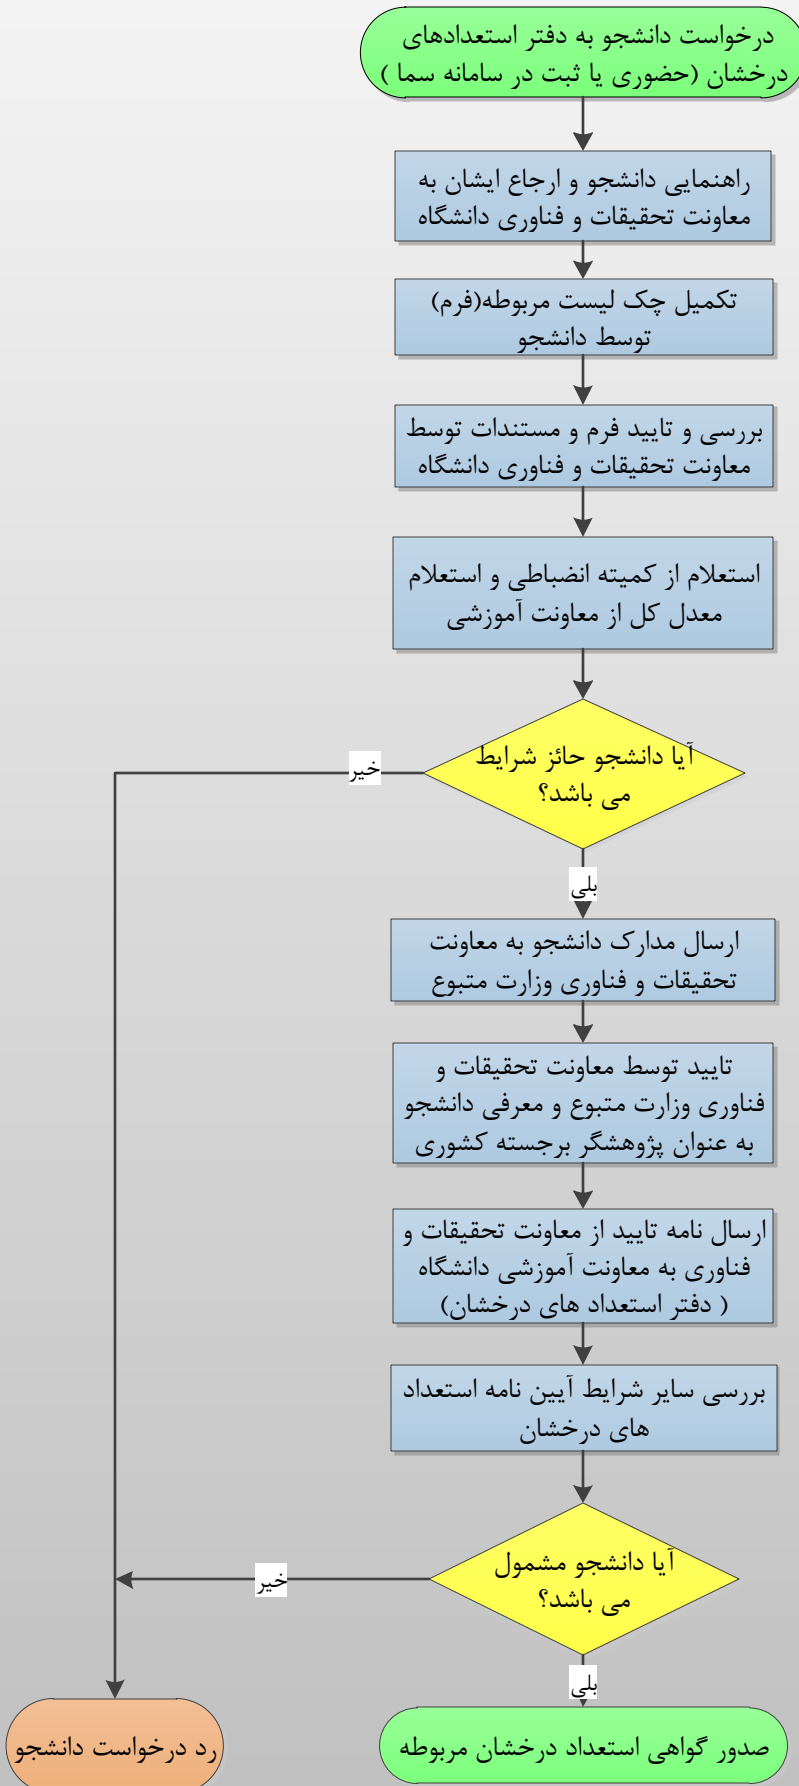 درخواست دانشجو به دفتر استعدادهای
درخشان (حضوری یا ثبت در سامانه سما )
راهنمایی دانشجو و ارجاع ایشان به
معاونت تحقیقات و فناوری دانشگاه
تکمیل چک لیست مربوطه(فرم)
توسط دانشجو
بررسی و تایید فرم و مستندات توسط
معاونت تحقیقات و فناوری دانشگاه
استعلام از کمیته انضباطی و استعلام
معدل کل از معاونت آموزشی
آیا دانشجو حائز شرایط
می باشد؟
خیر
بلی
ارسال مدارک دانشجو به معاونت
تحقیقات و فناوری وزارت متبوع
تایید توسط معاونت تحقیقات و
فناوری وزارت متبوع و معرفی دانشجو
به عنوان پژوهشگر برجسته کشوری
ارسال نامه تایید از معاونت تحقیقات و
فناوری به معاونت آموزشی دانشگاه
( دفتر استعداد های درخشان)
بررسی سایر شرایط آیین نامه استعداد
های درخشان
آیا دانشجو مشمول
می باشد؟
خیر
بلی
صدور گواهی استعداد درخشان مربوطه
رد درخواست دانشجو